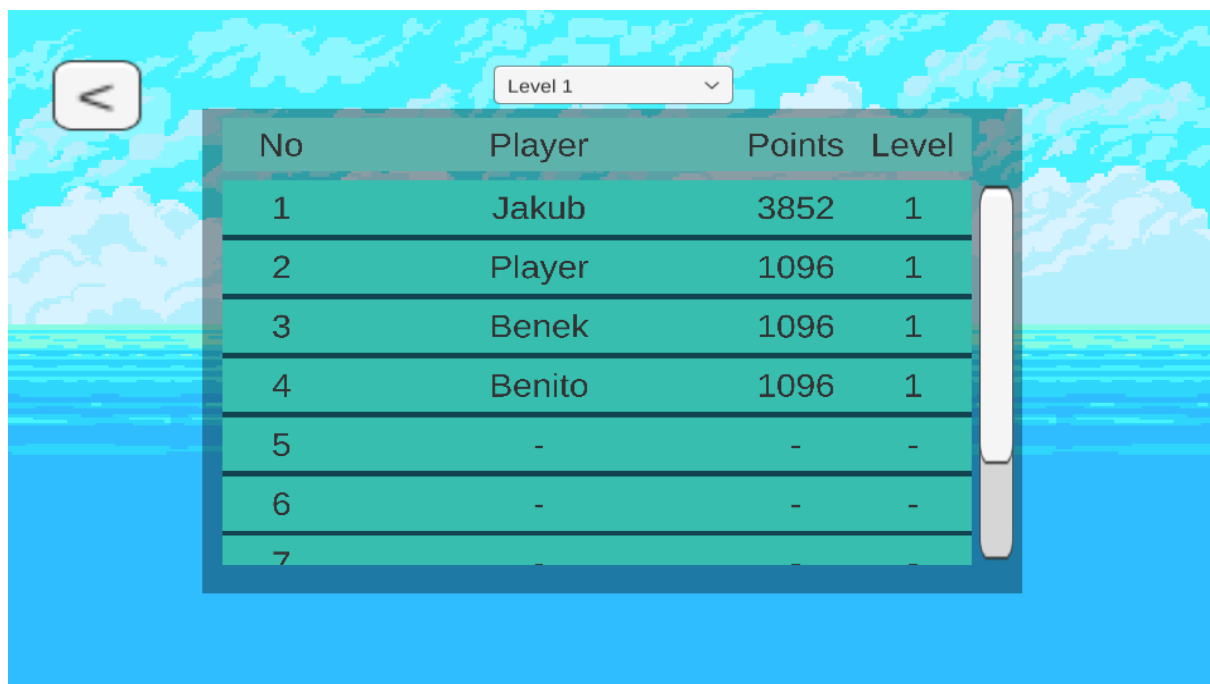 <
Level 1
No Player Points Level
1 Jakub 3852 1
2 Player 1096 1
3 Benek 1096 1
4 Benito 1096 1
5 - - -
6 - - -
7 - - -